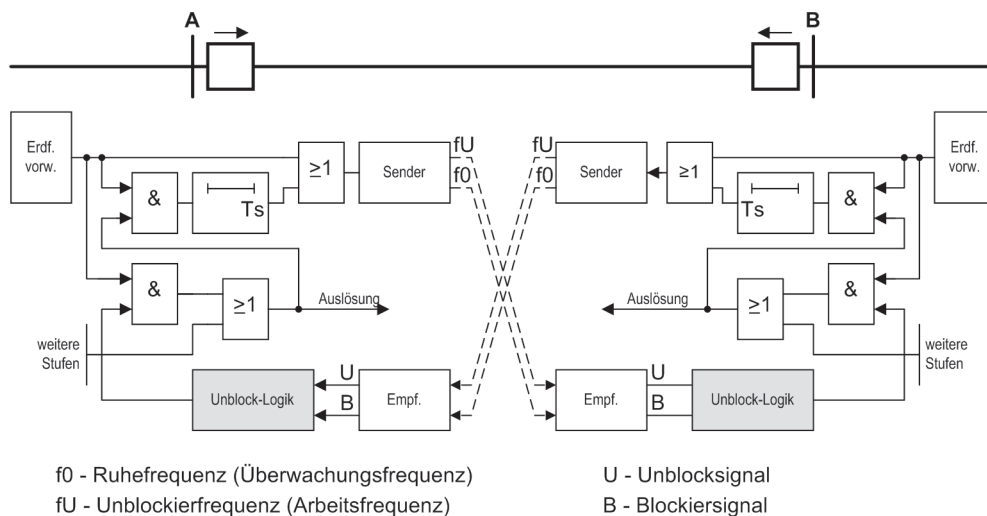 A
B
Erdf.
vorw.
&
Ts
≥1
Sender
fU
f0
fU
f0
Sender
≥1
Ts
&
Erdf.
vorw.
&
≥1
Auslösung
Auslösung
≥1
&
weitere
Stufen
weitere
Stufen
Unblock-Logik
U
B
Empf.
Empf.
U
B
Unblock-Logik
f0 - Ruhefrequenz (Überwachungsfrequenz)
U - Unblocksignal
fU - Unblockierfrequenz (Arbeitsfrequenz)
B - Blockiersignal